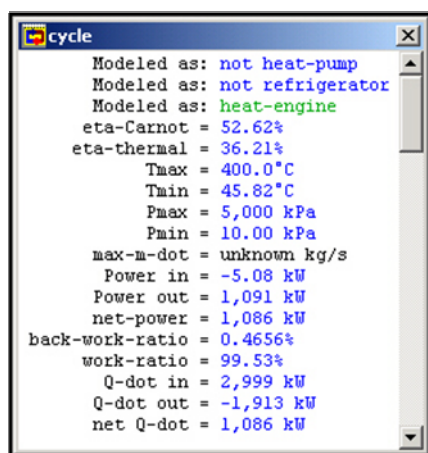 cycle
Modeled as: not heat-pump
Modeled as: not refrigerator
Modeled as: heat-engine
eta-Carnot = 52.62%
eta-thermal = 36.21%
Tmax = 400.0°C
Tmin = 45.82°C
Pmax = 5,000 kPa
Pmin = 10.00 kPa
max-m-dot = unknown kg/s
Power in = -5.08 kW
Power out = 1,091 kW
net-power = 1,086 kW
back-work-ratio = 0.4656%
work-ratio = 99.53%
Q-dot in = 2,999 kW
Q-dot out = -1,913 kW
net Q-dot = 1,086 kW